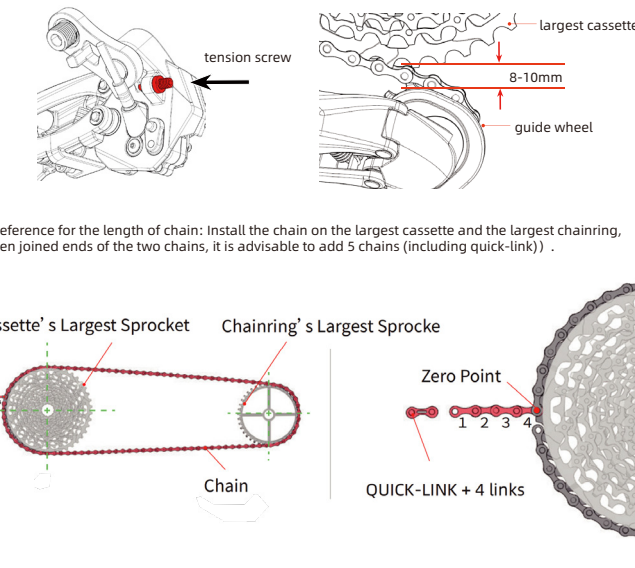 tension screw
largest cassette
8-10mm
guide wheel
eference for the length of chain: Install the chain on the largest cassette and the largest chainring,
en joined ends of the two chains, it is advisable to add 5 chains (including quick-link)) .
ssette's Largest Sprocket
Chainring's Largest Sprocke
Zero Point
1 2 3 4
Chain
QUICK-LINK + 4 links